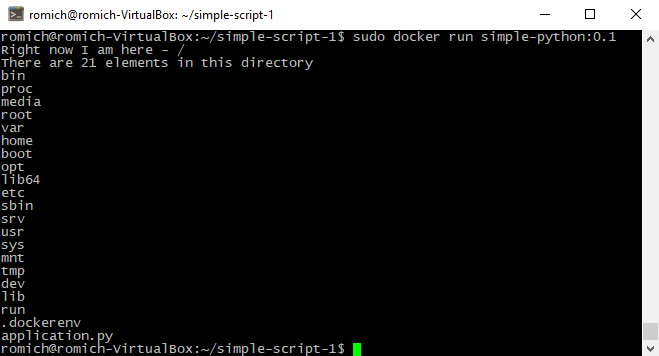 romich@romich-VirtualBox: ~/simple-script-1
romich@romich-VirtualBox:~/simple-script-1$ sudo docker run simple-python:0.1
Right now I am here - /
There are 21 elements in this directory
bin
proc
media
root
var
home
boot
opt
lib64
etc
sbin
srv
usr
sys
mnt
tmp
dev
lib
run
.dockerenv
application.py
romich@romich-VirtualBox:~/simple-script-1$